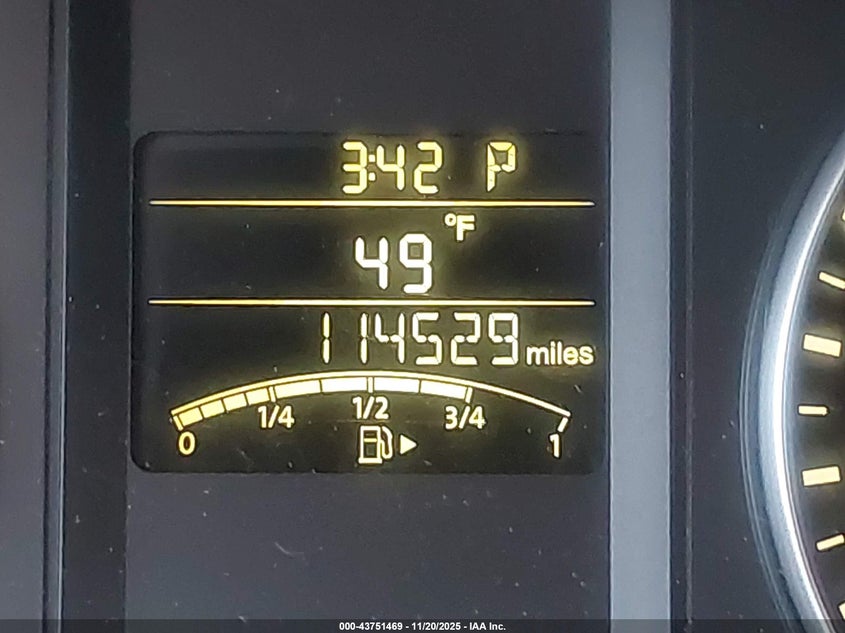 3:42 P
°F
49
114529 miles
1/4 1/2 3/4
0 1
000-43751469 - 11/20/2025 - IAA Inc.